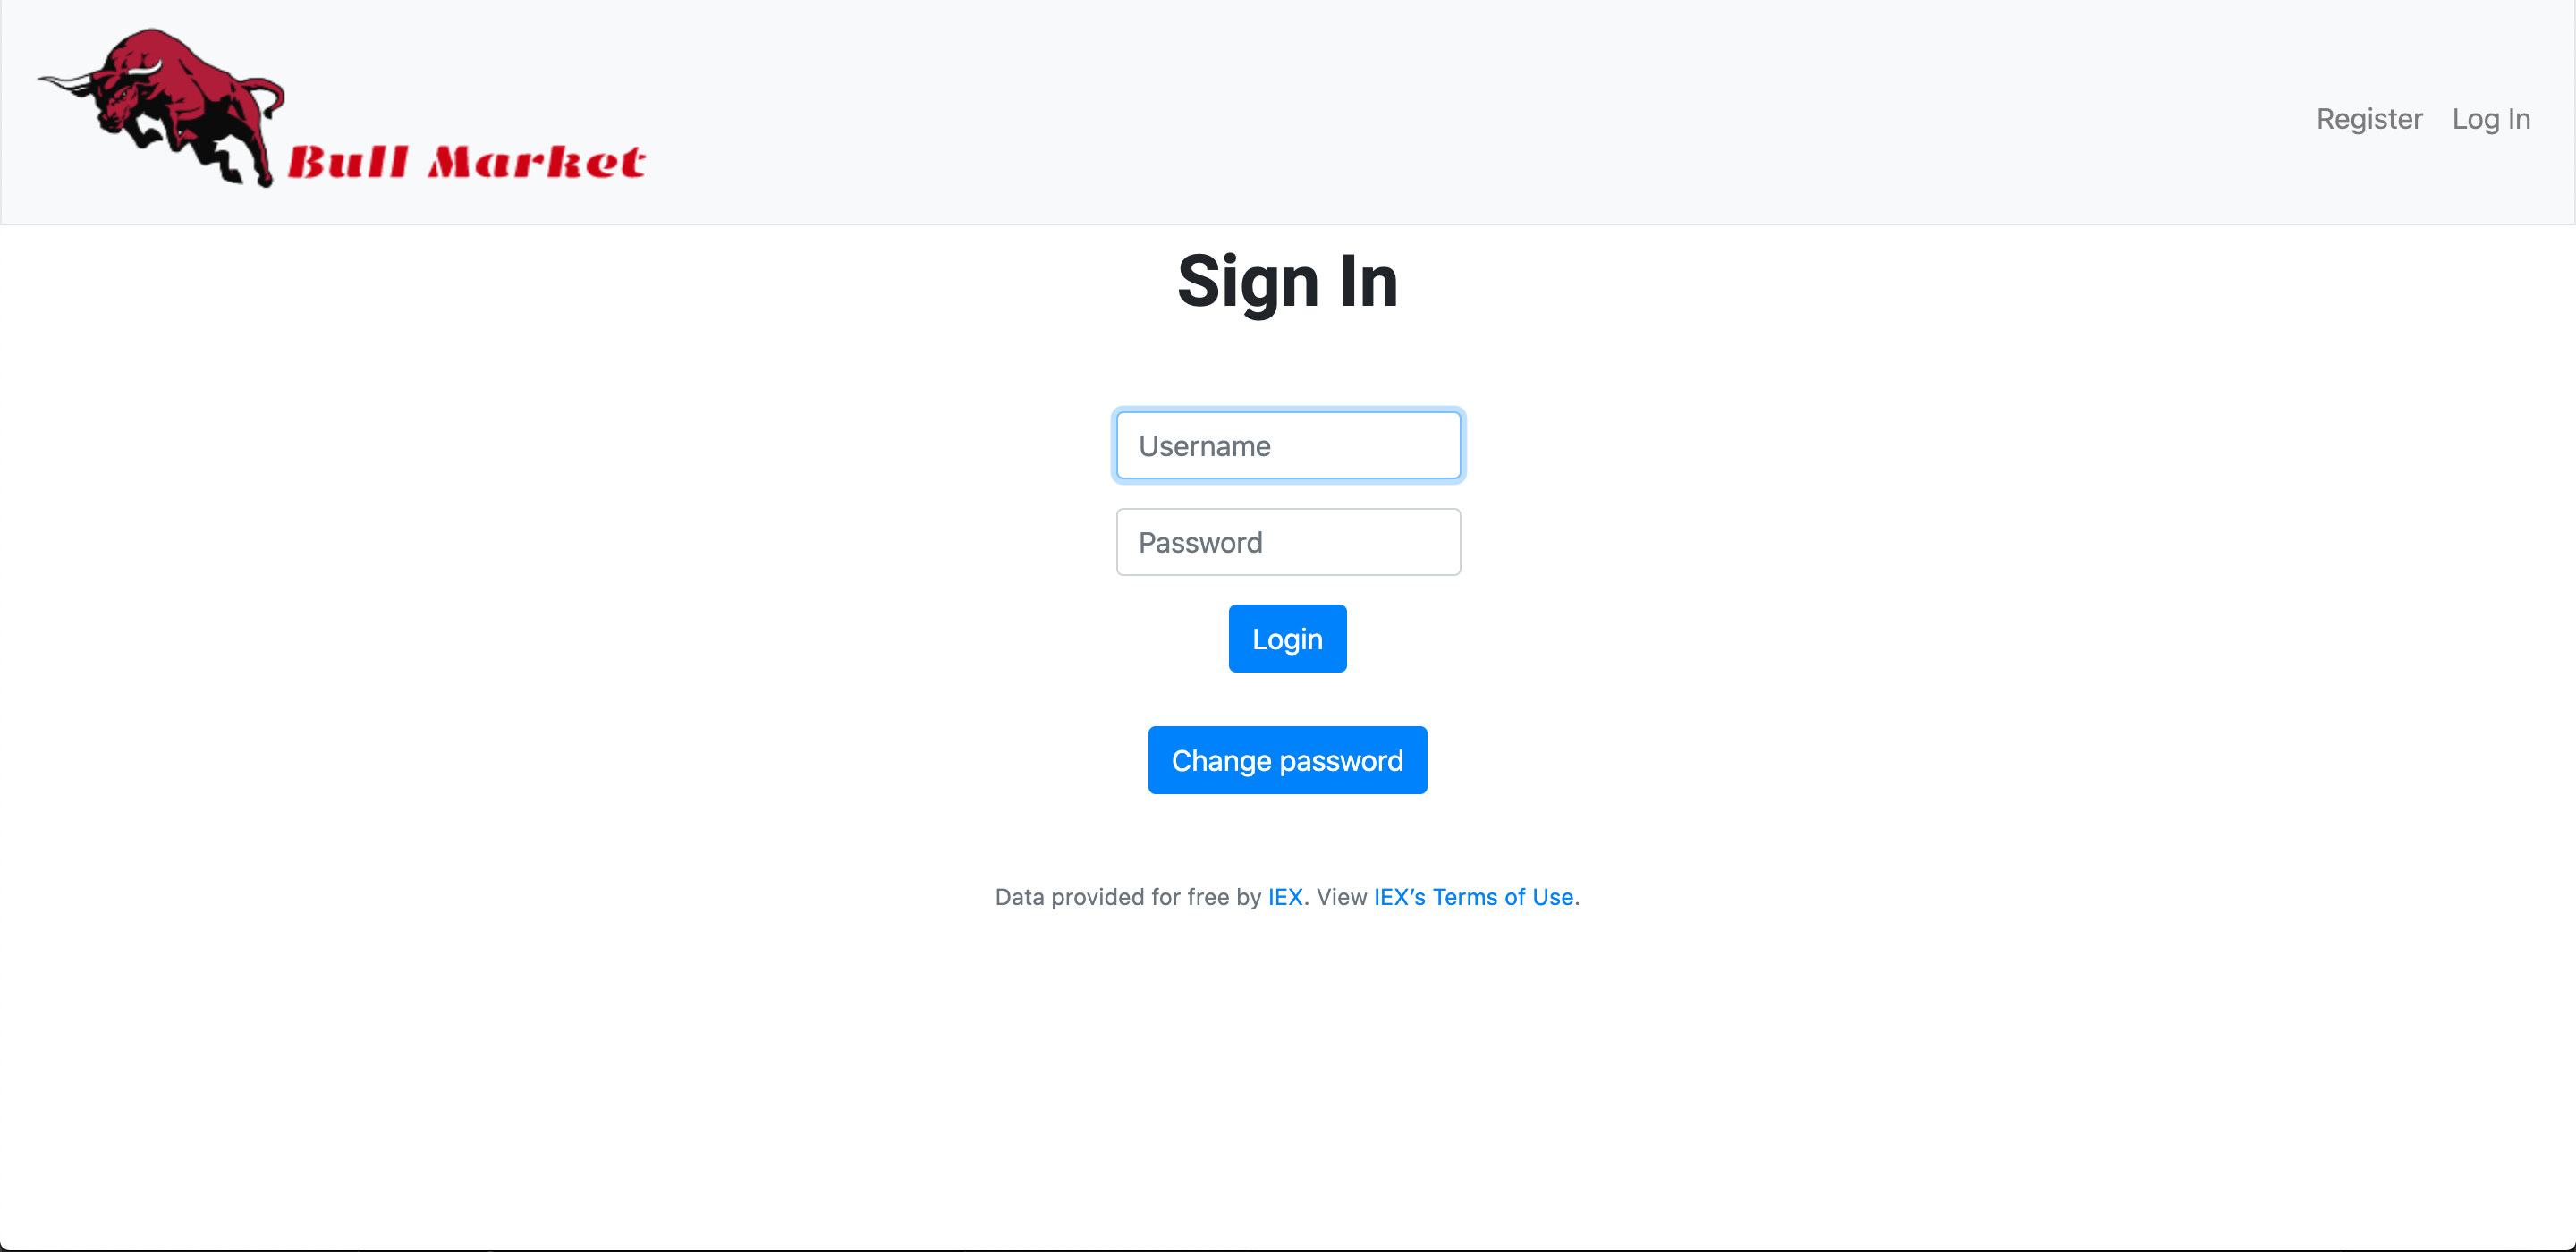 Bull Market
Register Log In
Sign In
Username
Password
Login
Change password
Data provided for free by IEX. View IEX’s Terms of Use.